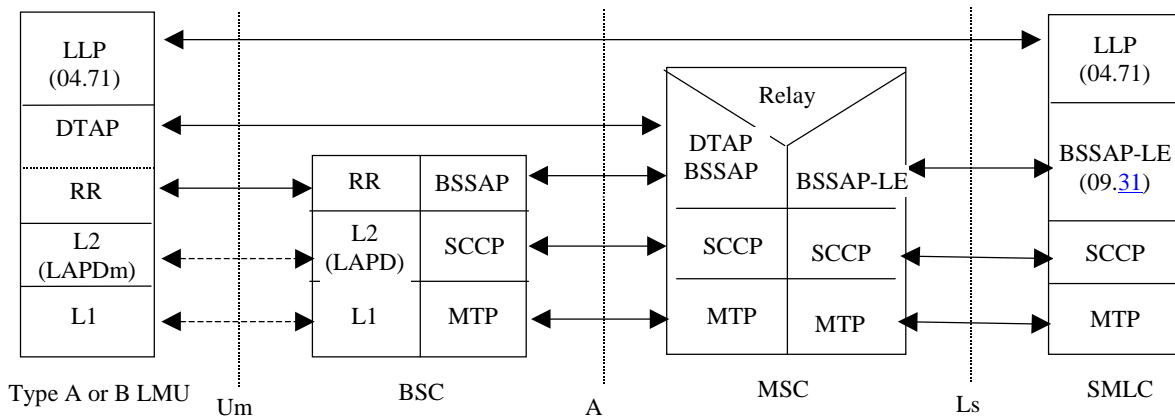 LLP
(04.71)
DTAP
RR
L2
(LAPDm)
L1
Type A or B LMU
Um
RR
BSSAP
L2
(LAPD)
SCCP
L1
MTP
BSC
A
Relay
DTAP
BSSAP
BSSAP-LE
SCCP
SCCP
MTP
MTP
MSC
Ls
LLP
(04.71)
BSSAP-LE
(09.31)
SCCP
MTP
SMLC